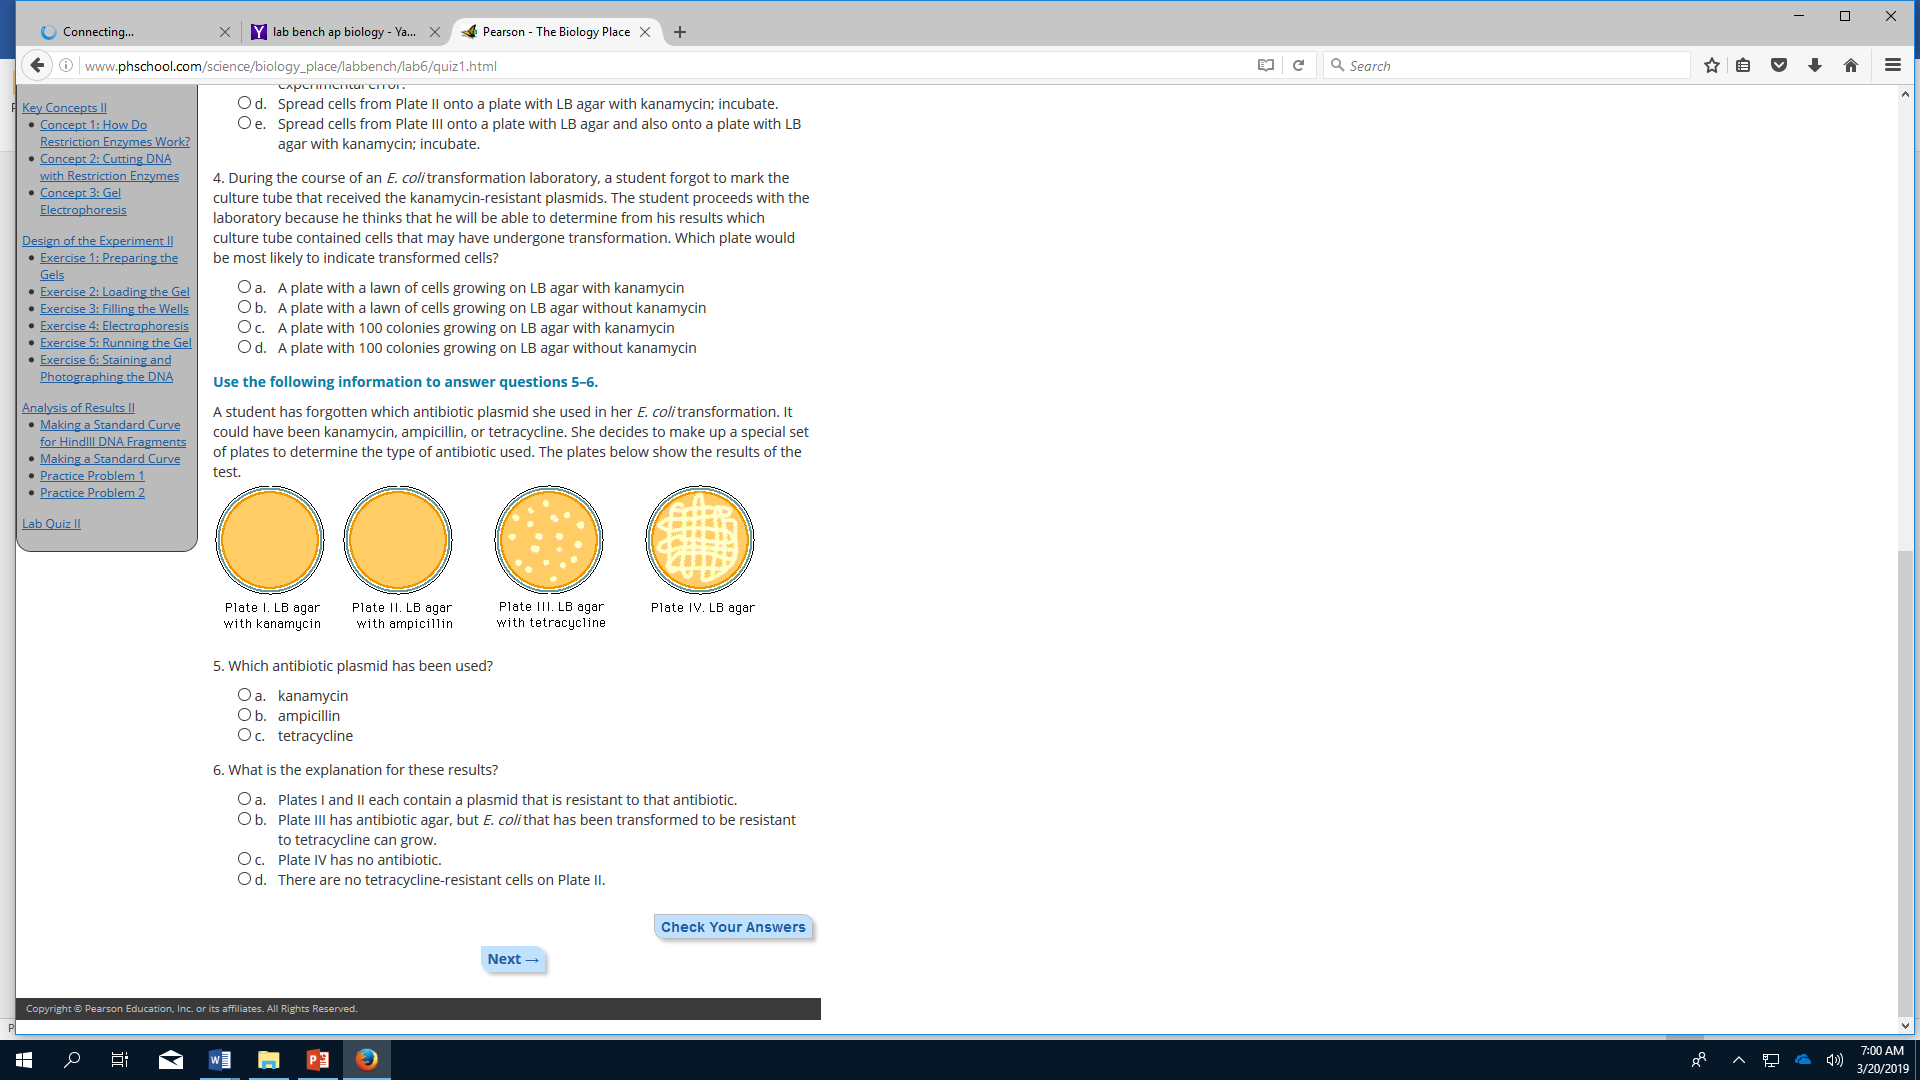 Connecting...
lab bench ap biology - Ya...
Pearson - The Biology Place
www.phschool.com/science/biology_place/labbench/lab6/quiz1.html
Search
Key Concepts II
Concept 1: How Do
Restriction Enzymes Work?
Concept 2: Cutting DNA
with Restriction Enzymes
Concept 3: Gel
Electrophoresis
Design of the Experiment II
Exercise 1: Preparing the
Gels
Exercise 2: Loading the Gel
Exercise 3: Filling the Wells
Exercise 4: Electrophoresis
Exercise 5: Running the Gel
Exercise 6: Staining and
Photographing the DNA
Analysis of Results II
Making a Standard Curve
for HindIII DNA Fragments
Making a Standard Curve
Practice Problem 1
Practice Problem 2
Lab Quiz II
experimental error.
d. Spread cells from Plate II onto a plate with LB agar with kanamycin; incubate.
e. Spread cells from Plate III onto a plate with LB agar and also onto a plate with LB
agar with kanamycin; incubate.
4. During the course of an E. coli transformation laboratory, a student forgot to mark the
culture tube that received the kanamycin-resistant plasmids. The student proceeds with the
laboratory because he thinks that he will be able to determine from his results which
culture tube contained cells that may have undergone transformation. Which plate would
be most likely to indicate transformed cells?
a. A plate with a lawn of cells growing on LB agar with kanamycin
b. A plate with a lawn of cells growing on LB agar without kanamycin
c. A plate with 100 colonies growing on LB agar with kanamycin
d. A plate with 100 colonies growing on LB agar without kanamycin
Use the following information to answer questions 5–6.
A student has forgotten which antibiotic plasmid she used in her E. coli transformation. It
could have been kanamycin, ampicillin, or tetracycline. She decides to make up a special set
of plates to determine the type of antibiotic used. The plates below show the results of the
test.
Plate I. LB agar
with kanamycin
Plate II. LB agar
with ampicillin
Plate III. LB agar
with tetracycline
Plate IV. LB agar
5. Which antibiotic plasmid has been used?
a. kanamycin
b. ampicillin
c. tetracycline
6. What is the explanation for these results?
a. Plates I and II each contain a plasmid that is resistant to that antibiotic.
b. Plate III has antibiotic agar, but E. coli that has been transformed to be resistant
to tetracycline can grow.
c. Plate IV has no antibiotic.
d. There are no tetracycline-resistant cells on Plate II.
Check Your Answers
Next →
Copyright © Pearson Education, Inc. or its affiliates. All Rights Reserved.
7:00 AM
3/20/2019